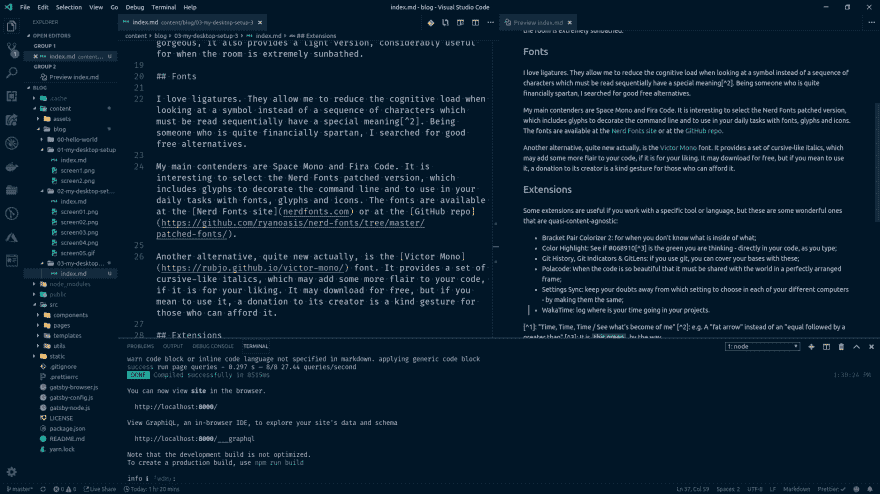 File Edit Selection View Go Debug Terminal Help
index.md - blog - Visual Studio Code
EXPLORER
OPEN EDITORS
GROUP 1
index.md content...
GROUP 2
Preview index.md
BLOG
.cache
content
assets
blog
00-hello-world
01-my-desktop-setup
index.md
screen1.png
screen2.png
02-my-desktop-set...
index.md
screen01.png
screen02.png
screen03.png
screen04.png
screen05.gif
03-my-desktop...
index.md
node_modules
public
src
components
pages
templates
utils
static
.gitignore
.prettierrc
gatsby-browser.js
gatsby-config.js
gatsby-node.js
LICENSE
package.json
README.md
yarn.lock
index.md content/blog/03-my-desktop-setup-3
content > blog > 03-my-desktop-setup-3 > index.md > ## Extensions
gorgeous, it also provides a light version, considerably useful
for when the room is extremely sunbathed.
19
20 ## Fonts
21
22 I love ligatures. They allow me to reduce the cognitive load when
looking at a symbol instead of a sequence of characters which
must be read sequentially have a special meaning[^2]. Being
someone who is quite financially spartan, I searched for good
free alternatives.
23
24 My main contenders are Space Mono and Fira Code. It is
interesting to select the Nerd Fonts patched version, which
includes glyphs to decorate the command line and to use in your
daily tasks with fonts, glyphs and icons. The fonts are available
at the [Nerd Fonts site](nerdfonts.com) or at the [GitHub repo]
(https://github.com/ryanoasis/nerd-fonts/tree/master/
patched-fonts/).
25
26 Another alternative, quite new actually, is the [Victor Mono]
(https://rubjo.github.io/victor-mono/) font. It provides a set of
cursive-like italics, which may add some more flair to your code,
if it is for your liking. It may download for free, but if you
mean to use it, a donation to its creator is a kind gesture for
those who can afford it.
27
28 ## Extensions
Preview index.md
the room is extremely sunbathed.
Fonts
I love ligatures. They allow me to reduce the cognitive load when looking at a symbol instead of a sequence of
characters which must be read sequentially have a special meaning[^2]. Being someone who is quite
financially spartan, I searched for good free alternatives.
My main contenders are Space Mono and Fira Code. It is interesting to select the Nerd Fonts patched version,
which includes glyphs to decorate the command line and to use in your daily tasks with fonts, glyphs and icons.
The fonts are available at the Nerd Fonts site or at the GitHub repo.
Another alternative, quite new actually, is the Victor Mono font. It provides a set of cursive-like italics, which
may add some more flair to your code, if it is for your liking. It may download for free, but if you mean to use
it, a donation to its creator is a kind gesture for those who can afford it.
Extensions
Some extensions are useful if you work with a specific tool or language, but these are some wonderful ones
that are quasi-content-agnostic:
• Bracket Pair Colorizer 2: for when you don't know what is inside of what;
• Color Highlight: See if #068910[^3] is the green you are thinking - directly in your code, as you type;
• Git History, Git Indicators & GitLens: if you use git, you can cover your bases with these;
• Polacode: When the code is so beautiful that it must be shared with the world in a perfectly arranged
frame;
• Settings Sync: keep your doubts away from which setting to choose in each of your different computers
- by making them the same;
• WakaTime: log where is your time going in your projects.
[^1]: "Time, Time, Time / See what's become of me" [^2]: e.g. A "fat arrow" instead of an "equal followed by a
greater than" [^3]: It is this green, by the way.
PROBLEMS OUTPUT DEBUG CONSOLE TERMINAL
1: node
warn code block or inline code language not specified in markdown. applying generic code block
success run page queries - 0.297 s — 8/8 27.44 queries/second
DONE Compiled successfully in 8515ms
You can now view site in the browser.
http://localhost:8000/
View GraphiQL, an in-browser IDE, to explore your site's data and schema
http://localhost:8000/___graphql
Note that the development build is not optimized.
To create a production build, use npm run build
master*
0 0
Live Share
Today: 1 hr 20 mins
Ln 37, Col 59 Spaces: 2 UTF-8 LF Markdown Prettier: ✓